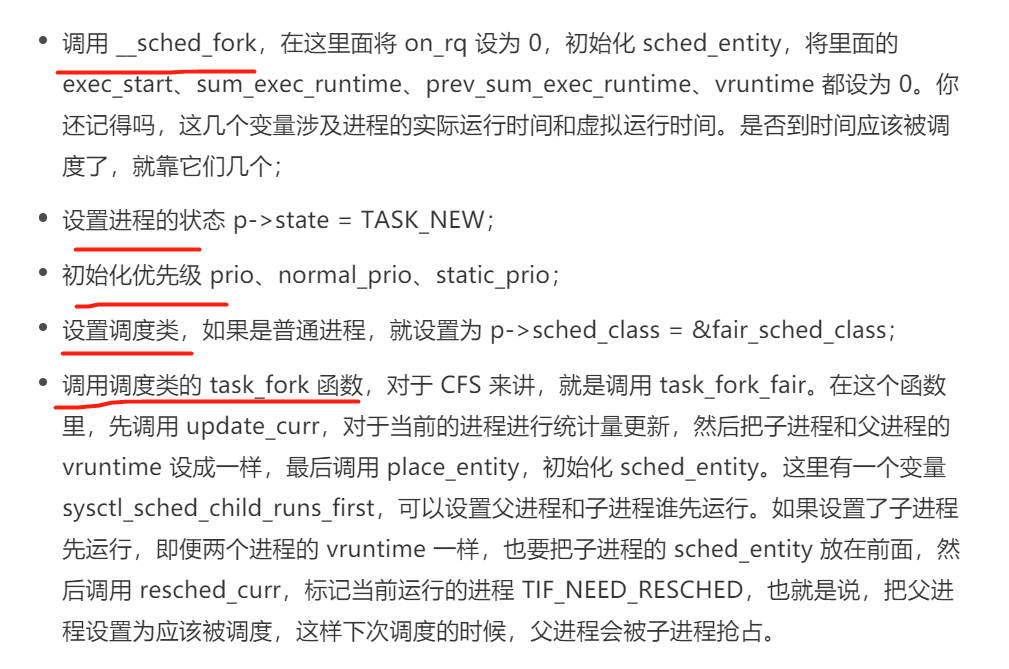 • 调用 __sched_fork，在这里面将 on_rq 设为 0，初始化 sched_entity，将里面的
exec_start、sum_exec_runtime、prev_sum_exec_runtime、vruntime 都设为 0。你
还记得吗，这几个变量涉及进程的实际运行时间和虚拟运行时间。是否到时间应该被调
度了，就靠它们几个；
• 设置进程的状态 p->state = TASK_NEW；
• 初始化优先级 prio、normal_prio、static_prio；
• 设置调度类，如果是普通进程，就设置为 p->sched_class = &fair_sched_class；
• 调用调度类的 task_fork 函数，对于 CFS 来讲，就是调用 task_fork_fair。在这个函数
里，先调用 update_curr，对于当前的进程进行统计量更新，然后把子进程和父进程的
vruntime 设成一样，最后调用 place_entity，初始化 sched_entity。这里有一个变量
sysctl_sched_child_runs_first，可以设置父进程和子进程谁先运行。如果设置了子进程
先运行，即便两个进程的 vruntime 一样，也要把子进程的 sched_entity 放在前面，然
后调用 resched_curr，标记当前运行的进程 TIF_NEED_RESCHED，也就是说，把父进
程设置为应该被调度，这样下次调度的时候，父进程会被子进程抢占。